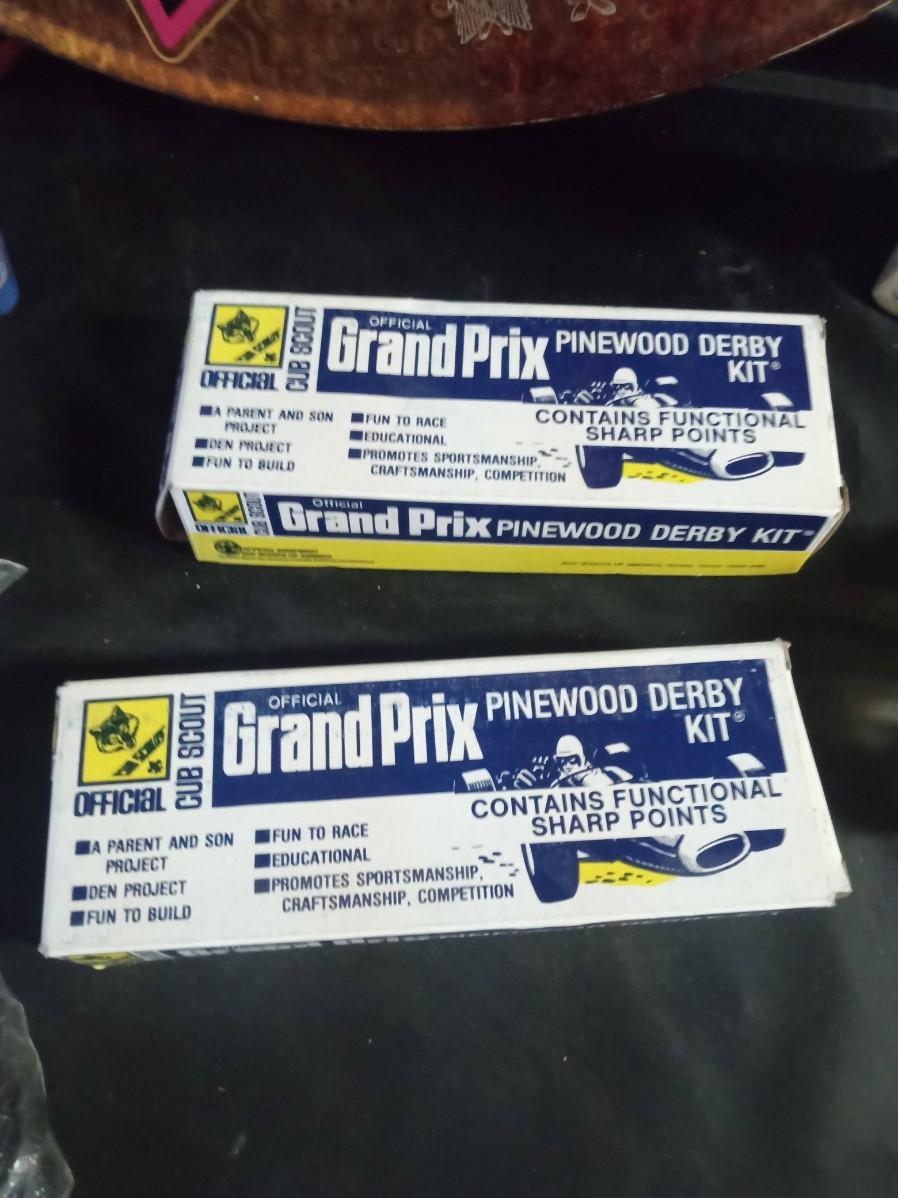 OFFICIAL
CUB SCOUT
OFFICIAL
Grand Prix
PINEWOOD DERBY
KIT®
CONTAINS FUNCTIONAL
SHARP POINTS
A PARENT AND SON
PROJECT
DEN PROJECT
FUN TO BUILD
FUN TO RACE
EDUCATIONAL
PROMOTES SPORTSMANSHIP,
CRAFTSMANSHIP, COMPETITION
OFFICIAL
CUB SCOUT
Official
Grand Prix PINEWOOD DERBY KIT®
OFFICIAL
CUB SCOUT
OFFICIAL
Grand Prix
PINEWOOD DERBY
KIT®
CONTAINS FUNCTIONAL
SHARP POINTS
A PARENT AND SON
PROJECT
DEN PROJECT
FUN TO BUILD
FUN TO RACE
EDUCATIONAL
PROMOTES SPORTSMANSHIP,
CRAFTSMANSHIP, COMPETITION